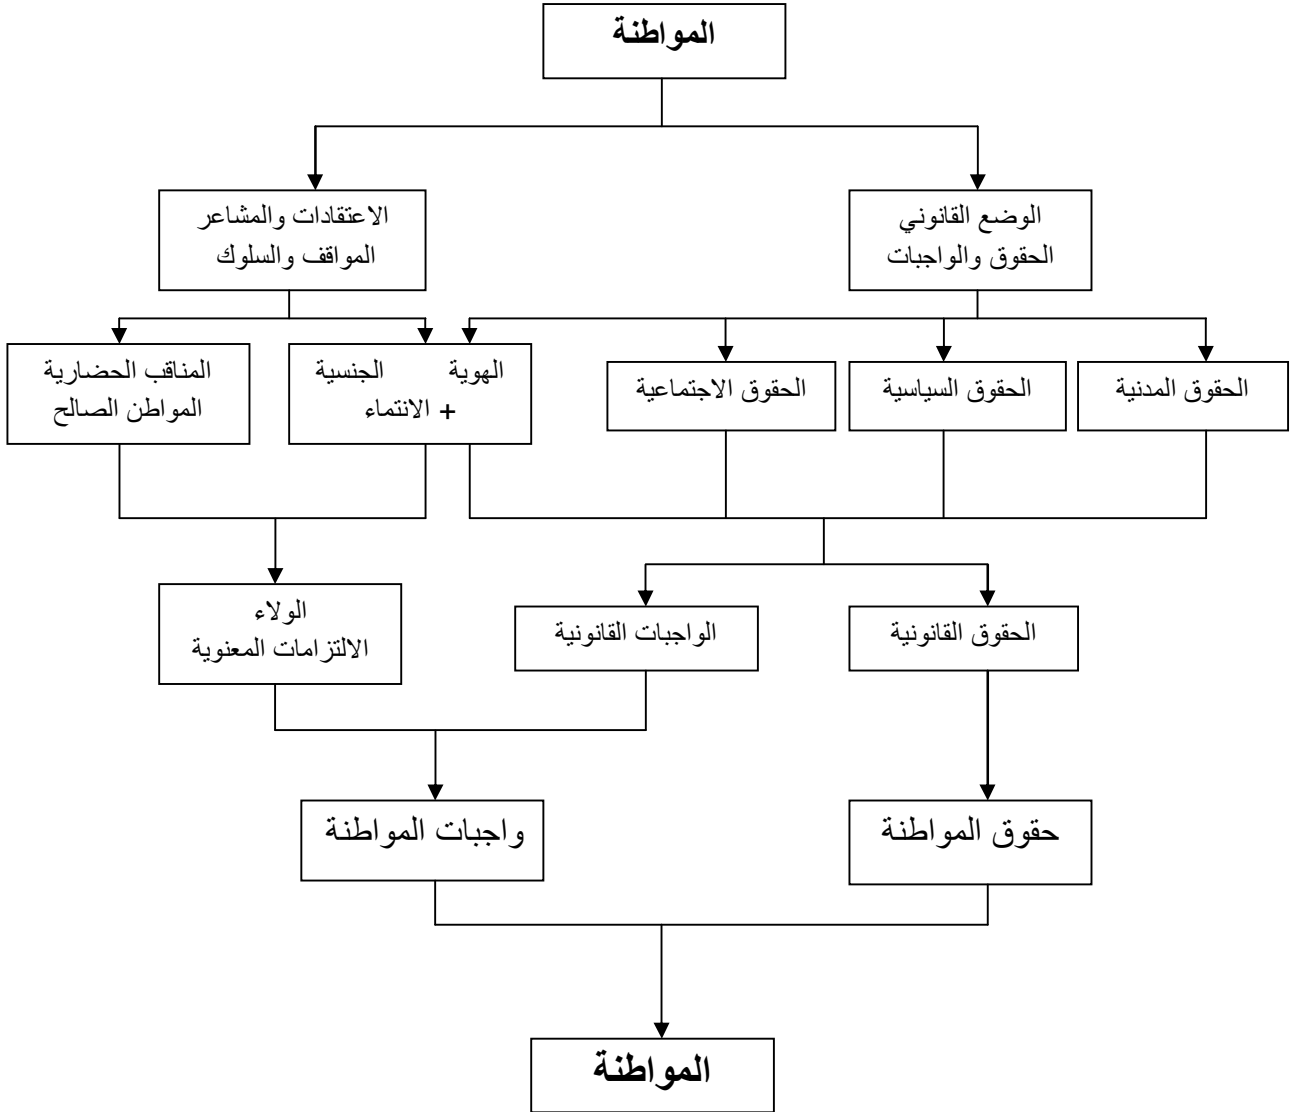 المواطنة
الوضع القانوني
الحقوق والواجبات
الاعتقادات والمشاعر
المواقف والسلوك
الحقوق المدنية
الحقوق السياسية
الحقوق الاجتماعية
الهوية الجنسية
+ الانتماء
المناقب الحضارية
المواطن الصالح
الحقوق القانونية
الواجبات القانونية
الولاء
الالتزامات المعنوية
حقوق المواطنة
واجبات المواطنة
المواطنة